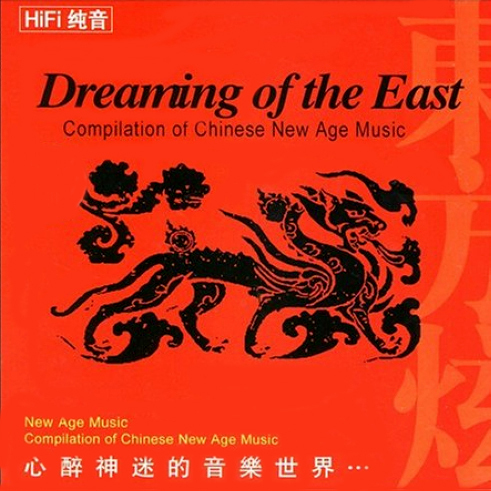 HiFi 纯音
Dreaming of the East
Compilation of Chinese New Age Music
東方炫
New Age Music
Compilation of Chinese New Age Music
心醉神迷的音樂世界…